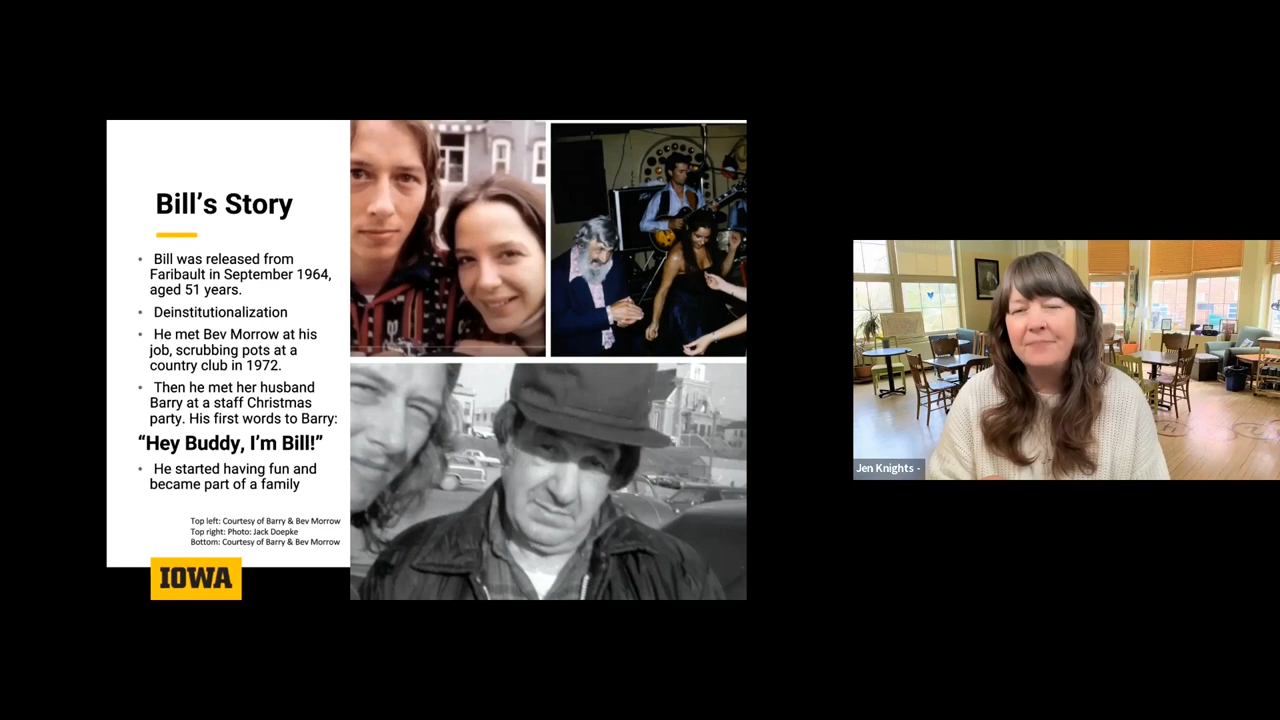 Bill's Story
• Bill was released from
Faribault in September 1964,
aged 51 years.
• Deinstitutionalization
• He met Bev Morrow at his
job, scrubbing pots at a
country club in 1972.
• Then he met her husband
Barry at a staff Christmas
party. His first words to Barry:
“Hey Buddy, I’m Bill!”
• He started having fun and
became part of a family
Top left: Courtesy of Barry & Bev Morrow
Top right: Photo: Jack Doepke
Bottom: Courtesy of Barry & Bev Morrow
IOWA
Jen Knights -